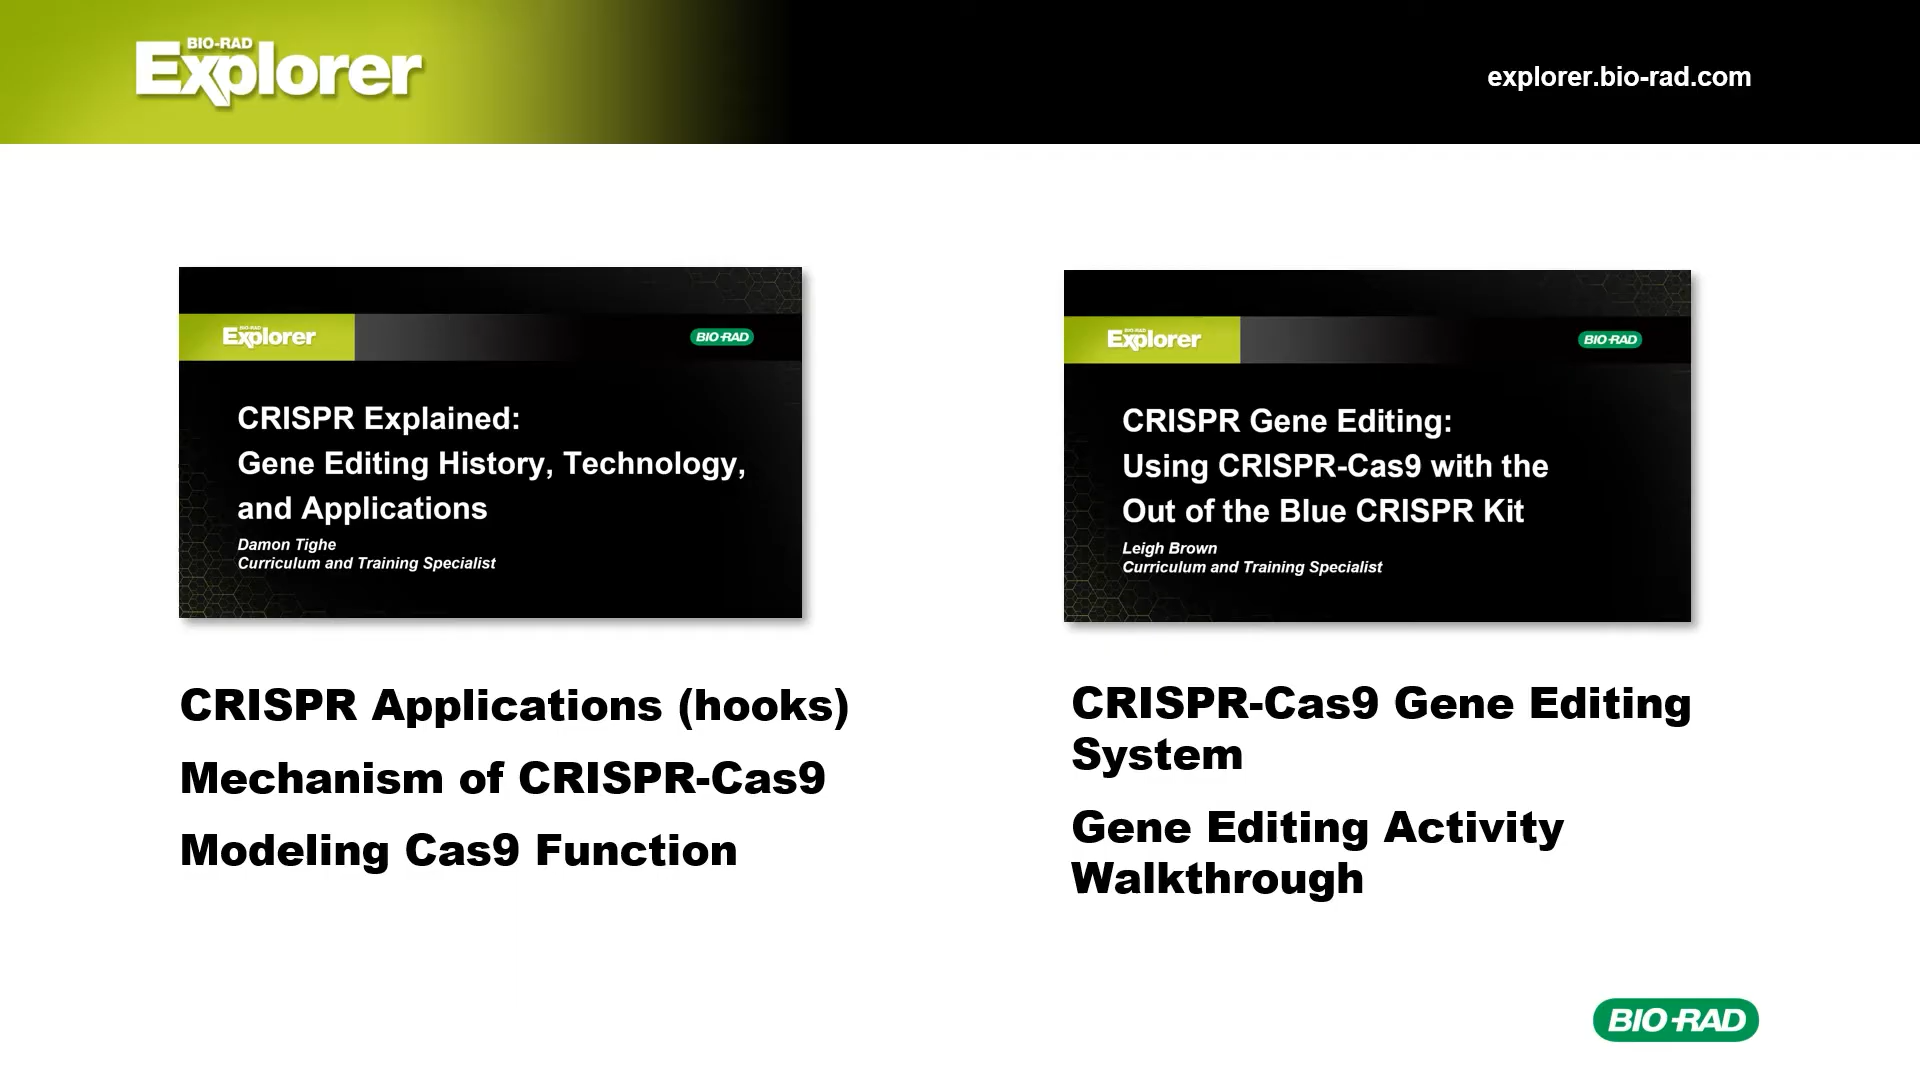 BIO-RAD
Explorer
explorer.bio-rad.com
BIO-RAD
Explorer
BIO-RAD
CRISPR Explained:
Gene Editing History, Technology,
and Applications
Damon Tighe
Curriculum and Training Specialist
CRISPR Applications (hooks)
Mechanism of CRISPR-Cas9
Modeling Cas9 Function
BIO-RAD
Explorer
BIO-RAD
CRISPR Gene Editing:
Using CRISPR-Cas9 with the
Out of the Blue CRISPR Kit
Leigh Brown
Curriculum and Training Specialist
CRISPR-Cas9 Gene Editing
System
Gene Editing Activity
Walkthrough
BIO-RAD